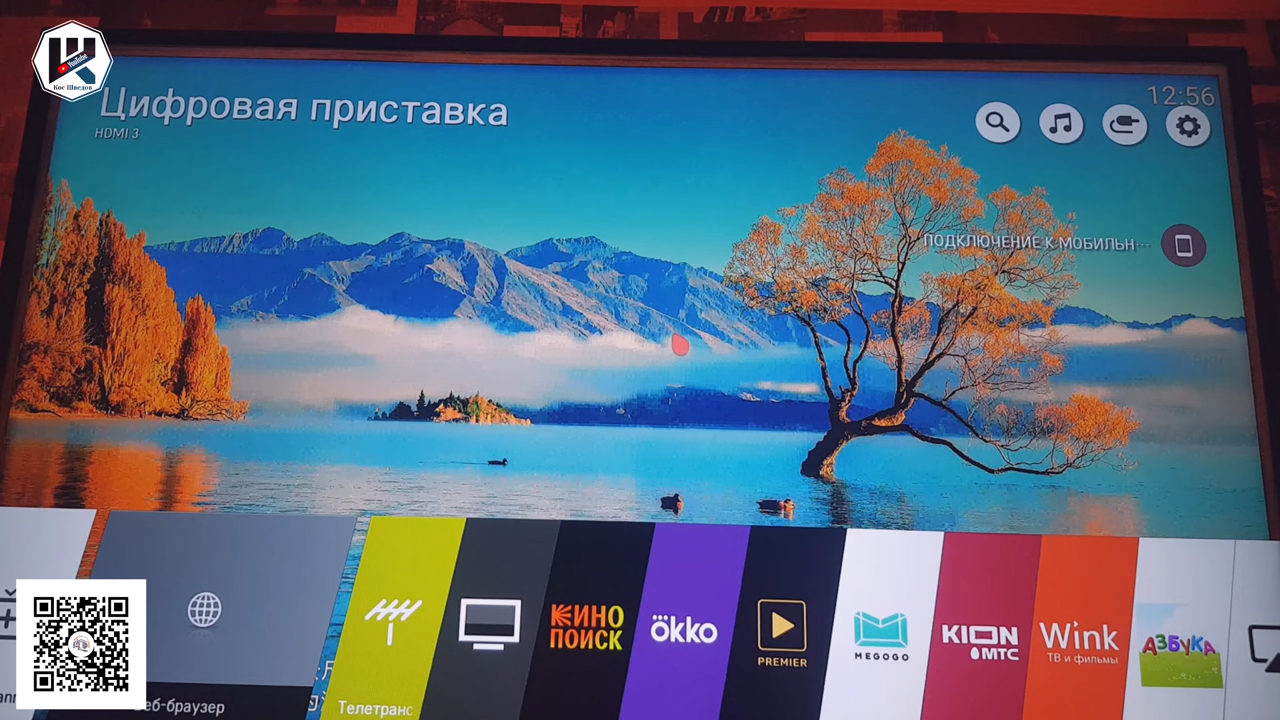 YouTube
Кос Шведов
Цифровая приставка
HDMI 3
12:56
ПОДКЛЮЧЕНИЕ К МОБИЛЬН...
КИНО
ПОИСК
ökko
PREMIER
MEGOGO
KION
МТС
Wink
ТВ и фильмы
АЗБУКА
Телетранс
еб-браузер